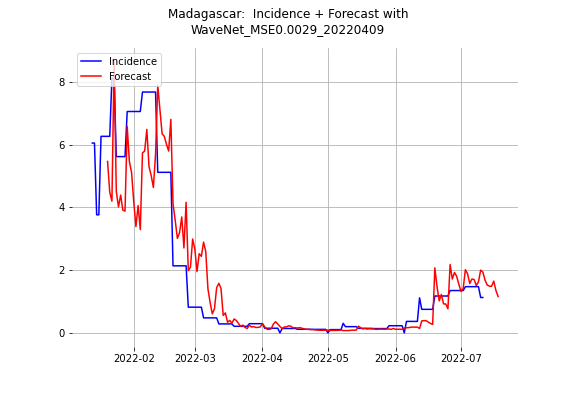 Madagascar:  Incidence + Forecast with
WaveNet_MSE0.0029_20220409
Incidence
Forecast
8
6
4
2
0
2022-02
2022-03
2022-04
2022-05
2022-06
2022-07